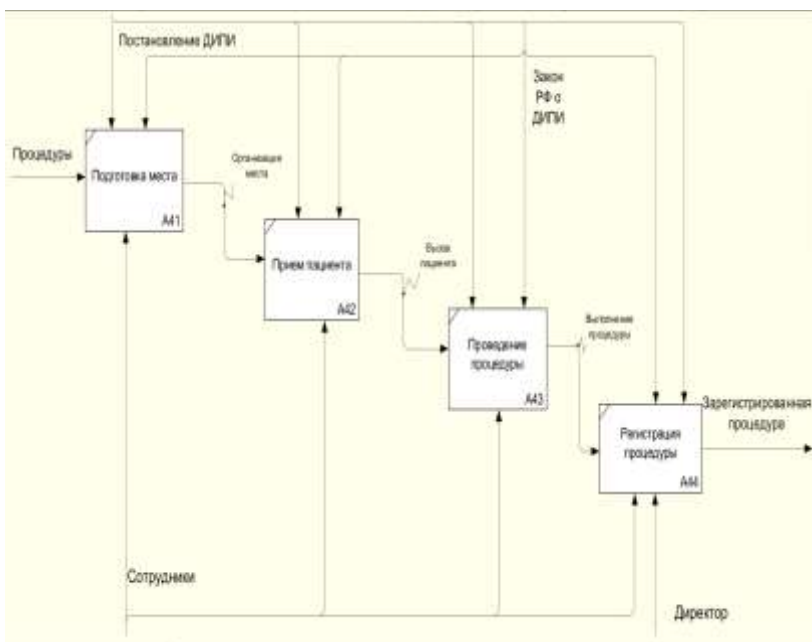 Постановление ДИПИ
Закон
РФ о
ДИПИ
Процедуры
Подготовка места
A41
Организация
места
Прием пациента
A42
Вызов
пациента
Проведение
процедуры
A43
Выполнение
процедуры
Регистрация
процедуры
A44
Зарегистрированная
процедура
Сотрудники
Директор